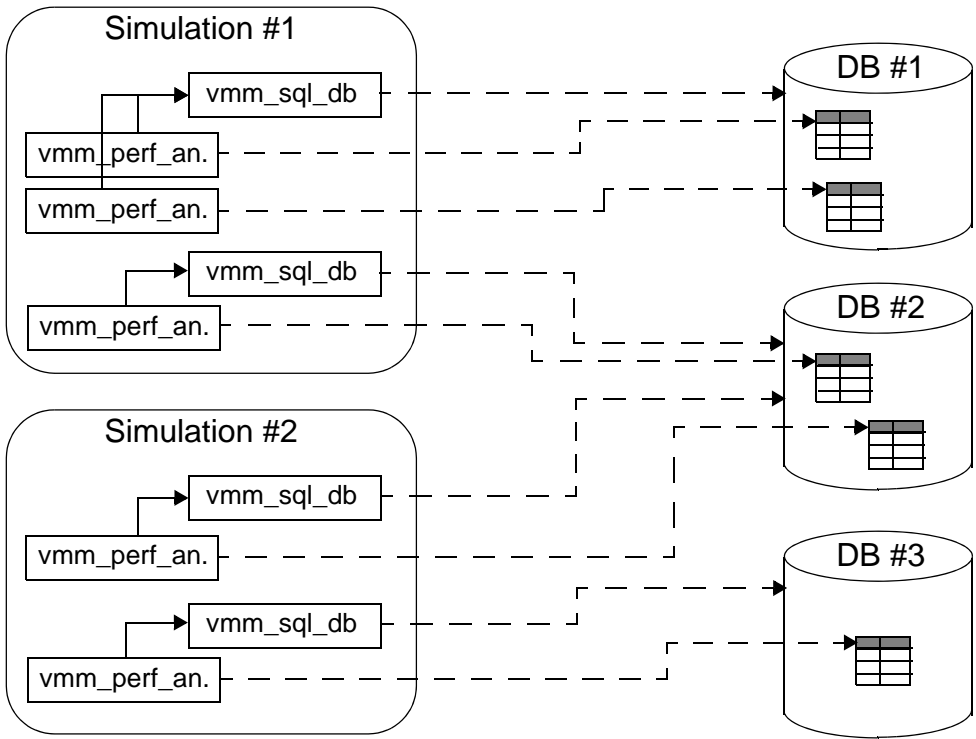 Simulation #1
vmm_sql_db
vmm_perf_an.
vmm_perf_an.
vmm_sql_db
vmm_perf_an.
Simulation #2
vmm_sql_db
vmm_perf_an.
vmm_sql_db
vmm_perf_an.
DB #1
DB #2
DB #3